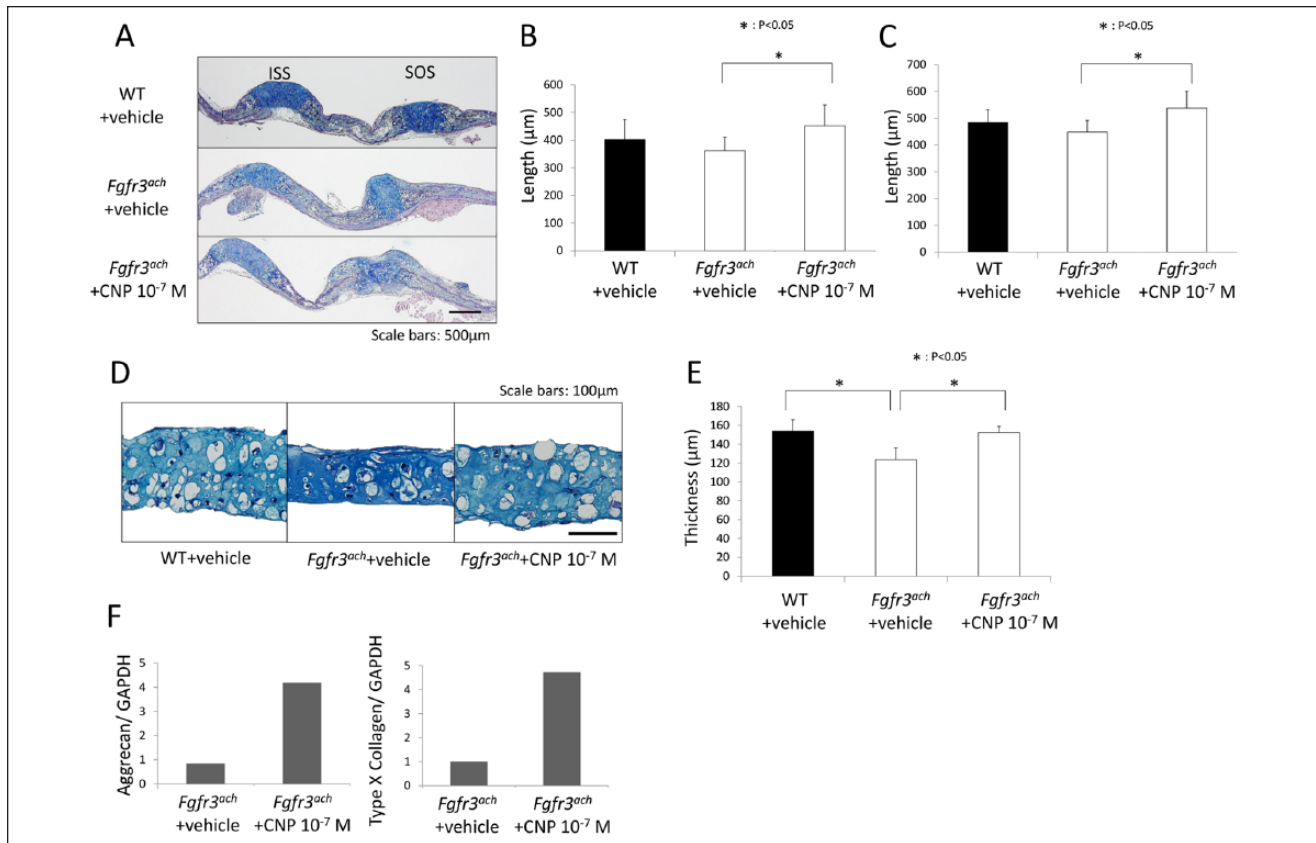 A
ISS
SOS
WT
+vehicle
Fgfr3ach
+vehicle
Fgfr3ach
+CNP 10-7 M
Scale bars: 500μm
B
* : P<0.05
*
Length (μm)
600
500
400
300
200
100
0
WT
+vehicle
Fgfr3ach
+vehicle
Fgfr3ach
+CNP 10-7 M
C
* : P<0.05
*
Length (μm)
700
600
500
400
300
200
100
0
WT
+vehicle
Fgfr3ach
+vehicle
Fgfr3ach
+CNP 10-7 M
D
Scale bars: 100μm
WT+vehicle
Fgfr3ach+vehicle
Fgfr3ach+CNP 10-7 M
E
* : P<0.05
*
*
Thickness (μm)
180
160
140
120
100
80
60
40
20
0
WT
+vehicle
Fgfr3ach
+vehicle
Fgfr3ach
+CNP 10-7 M
F
Aggrecan/ GAPDH
5
4
3
2
1
0
Fgfr3ach
+vehicle
Fgfr3ach
+CNP 10-7 M
Type X Collagen/ GAPDH
5
4
3
2
1
0
Fgfr3ach
+vehicle
Fgfr3ach
+CNP 10-7 M